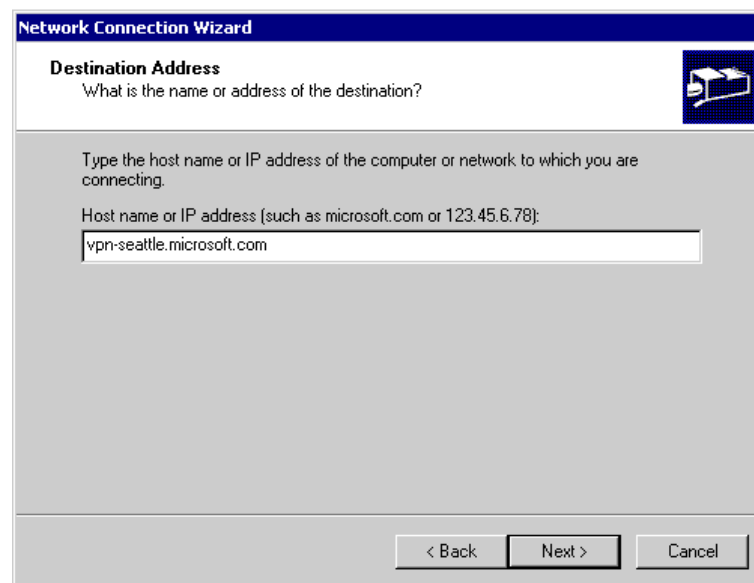 Network Connection Wizard
Destination Address
What is the name or address of the destination?
Type the host name or IP address of the computer or network to which you are
connecting.
Host name or IP address (such as microsoft.com or 123.45.6.78):
vpn-seattle.microsoft.com
< Back Next > Cancel